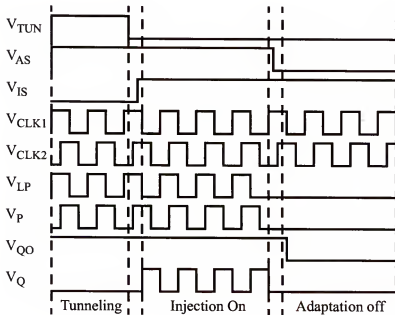 VTUN
VAS
VIS
VCLK1
VCLK2
VLP
VP
VQO
VQ
Tunneling
Injection On
Adaptation off